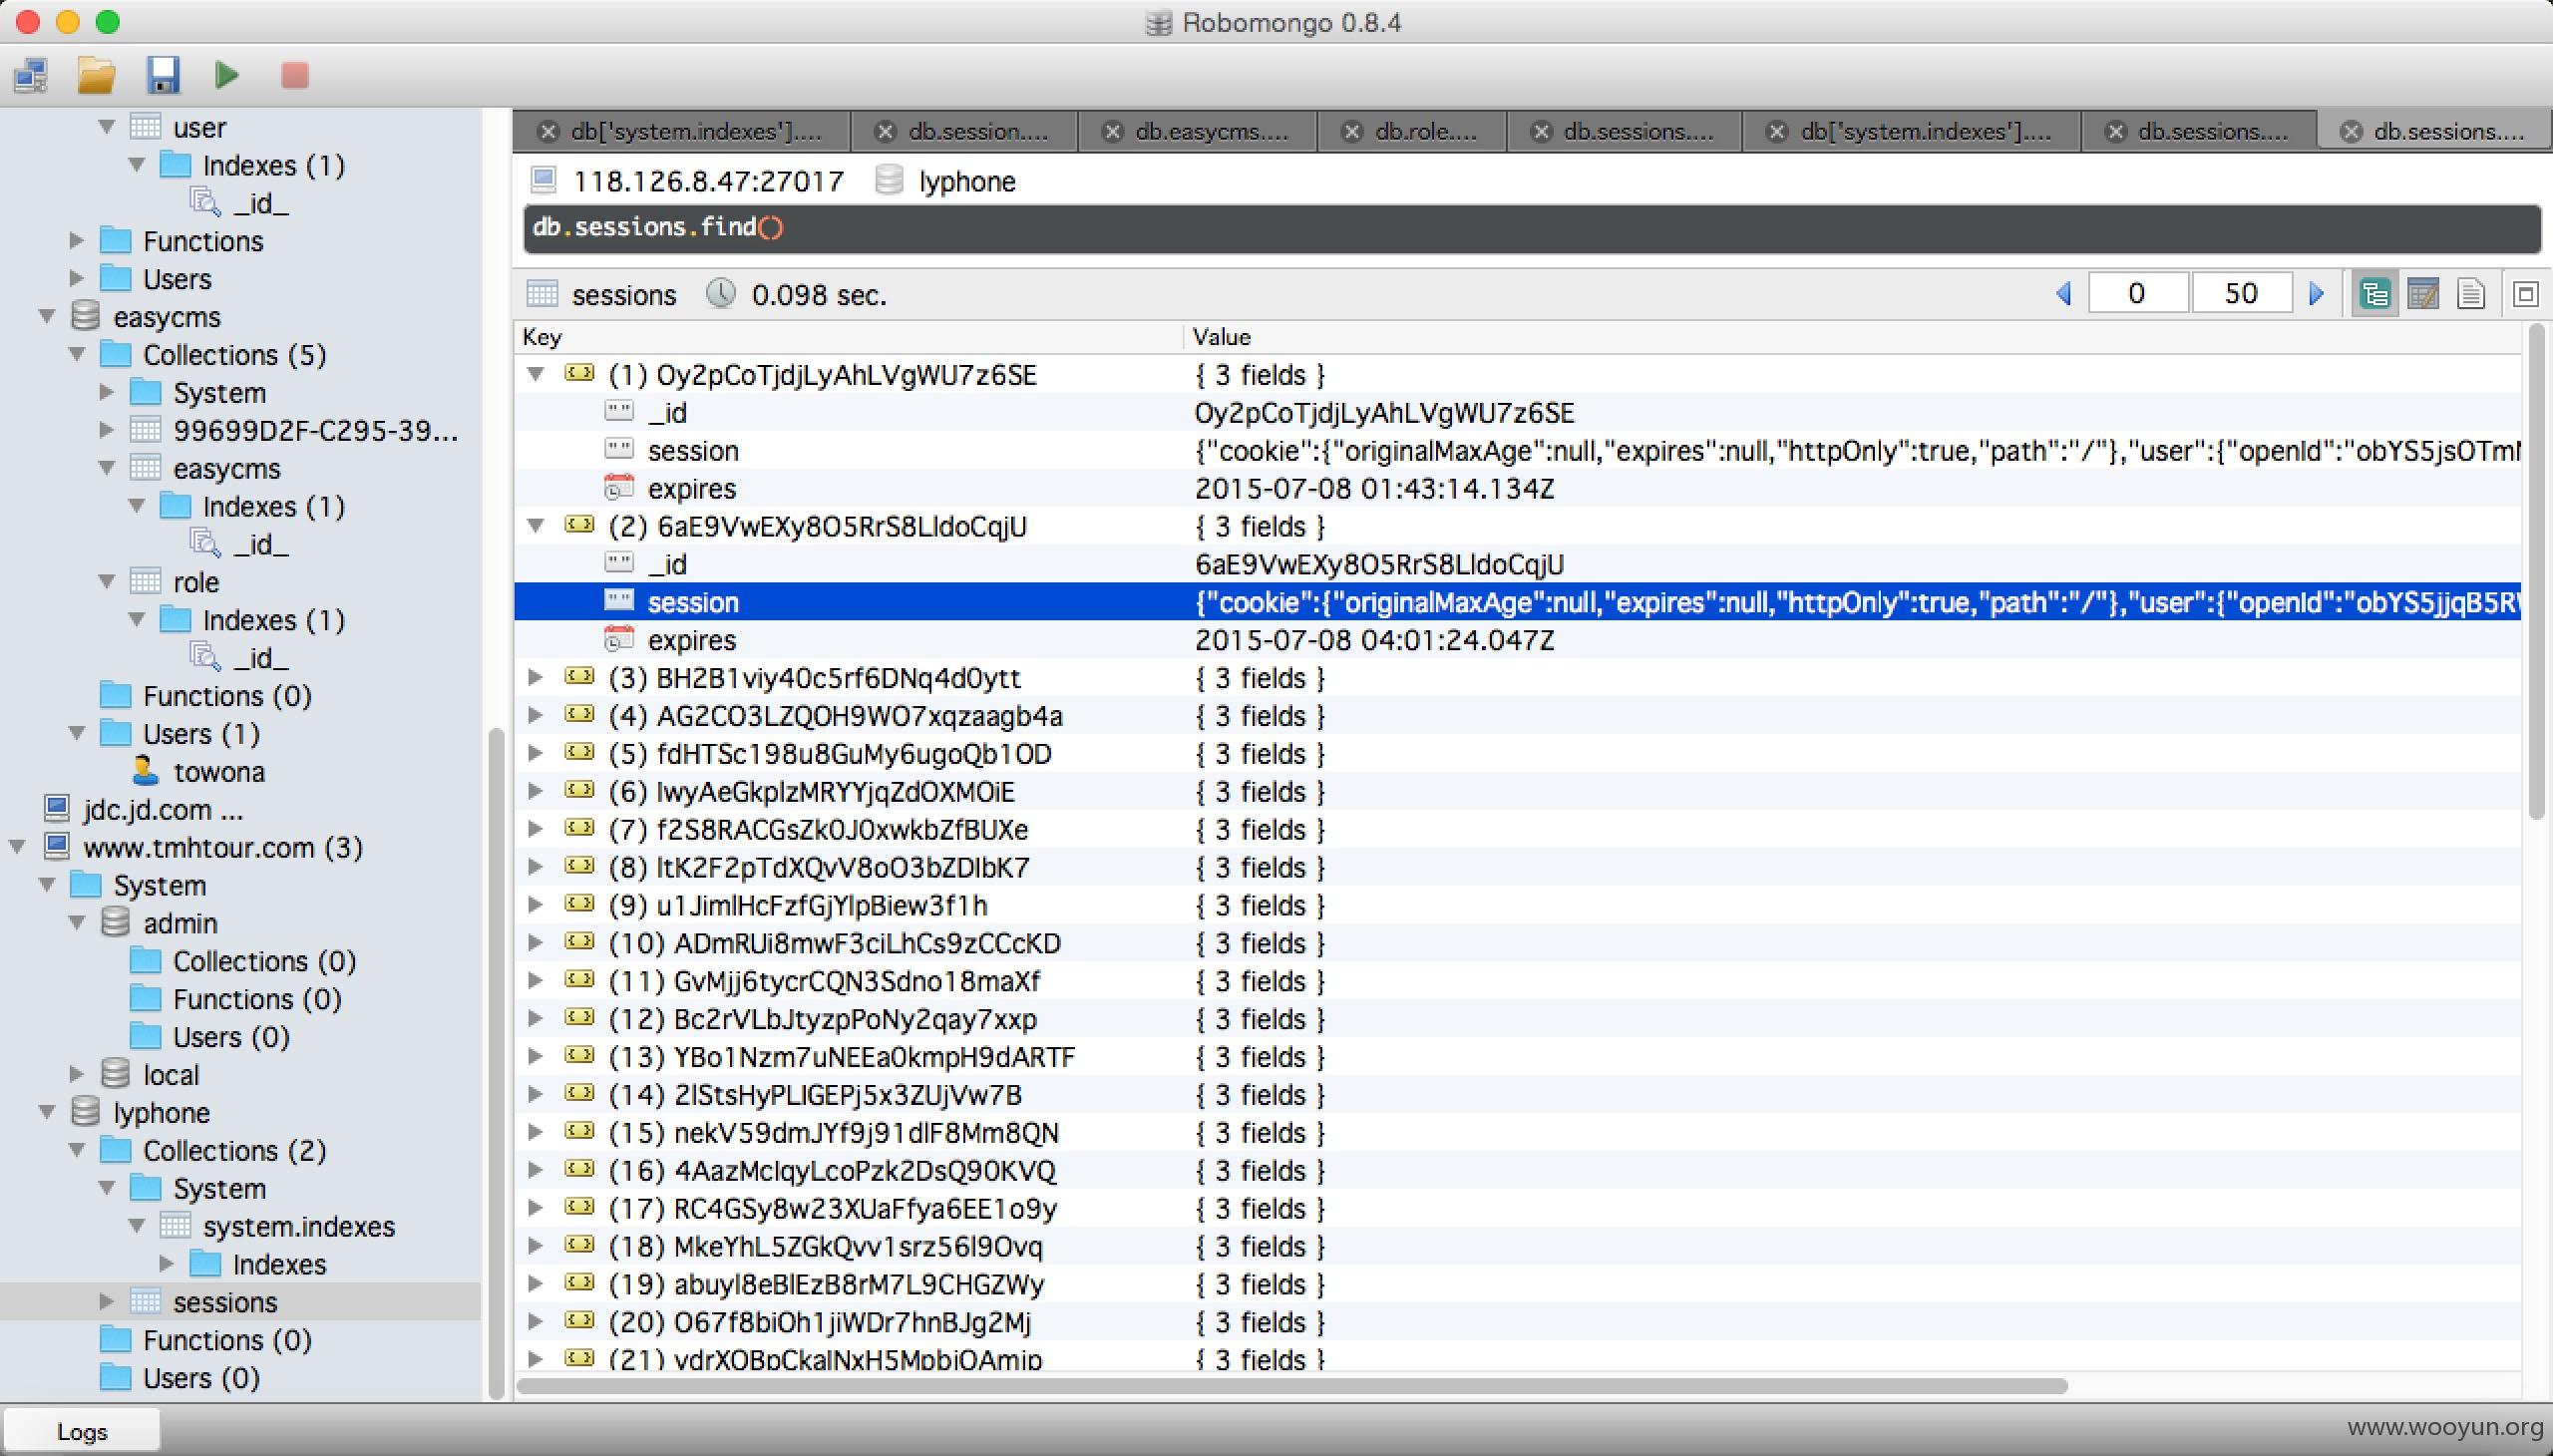 Robomongo 0.8.4
user
Indexes (1)
_id_
Functions
Users
easycms
Collections (5)
System
99699D2F-C295-39...
easycms
Indexes (1)
_id_
role
Indexes (1)
_id_
Functions (0)
Users (1)
towona
jdc.jd.com ...
www.tmhtour.com (3)
System
admin
Collections (0)
Functions (0)
Users (0)
local
lyphone
Collections (2)
System
system.indexes
Indexes
sessions
Functions (0)
Users (0)
db['system.indexes'].... db.session.... db.easycms.... db.role.... db.sessions.... db['system.indexes'].... db.sessions.... db.sessions....
118.126.8.47:27017 lyphone
db.sessions.find()
sessions 0.098 sec. 0 50
Key Value
(1) Oy2pCoTjdjLyAhLVgWU7z6SE { 3 fields }
_id Oy2pCoTjdjLyAhLVgWU7z6SE
session {"cookie":{"originalMaxAge":null,"expires":null,"httpOnly":true,"path":"/"},"user":{"openId":"obYS5jsOTm
expires 2015-07-08 01:43:14.134Z
(2) 6aE9VwEXy8O5RrS8LldoCqjU { 3 fields }
_id 6aE9VwEXy8O5RrS8LldoCqjU
session {"cookie":{"originalMaxAge":null,"expires":null,"httpOnly":true,"path":"/"},"user":{"openId":"obYS5jjqB5R
expires 2015-07-08 04:01:24.047Z
(3) BH2B1viy40c5rf6DNq4d0ytt { 3 fields }
(4) AG2CO3LZQOH9WO7xqzaagb4a { 3 fields }
(5) fdHTSc198u8GuMy6ugoQb1OD { 3 fields }
(6) lwyAeGkplzMRYYjqZdOXMOiE { 3 fields }
(7) f2S8RACGsZk0J0xwkbZfBUXe { 3 fields }
(8) ltK2F2pTdXQvV8oO3bZDlbK7 { 3 fields }
(9) u1JimlHcFzfGjYlpBiew3f1h { 3 fields }
(10) ADmRUi8mwF3ciLhCs9zCCcKD { 3 fields }
(11) GvMjj6tycrCQN3Sdno18maXf { 3 fields }
(12) Bc2rVLbJtyzpPoNy2qay7xxp { 3 fields }
(13) YBo1Nzm7uNEEa0kmpH9dARTF { 3 fields }
(14) 2lStsHyPLlGEPj5x3ZUjVw7B { 3 fields }
(15) nekV59dmJYf9j91dlF8Mm8QN { 3 fields }
(16) 4AazMclqyLcoPzk2DsQ90KVQ { 3 fields }
(17) RC4GSy8w23XUaFfya6EE1o9y { 3 fields }
(18) MkeYhL5ZGkQvv1srz56l9Ovq { 3 fields }
(19) abuyl8eBlEzB8rM7L9CHGZWy { 3 fields }
(20) O67f8biOh1jiWDr7hnBJg2Mj { 3 fields }
(21) vdrXOBpCkalNxH5MpbiOAmip { 3 fields }
Logs
www.wooyun.org